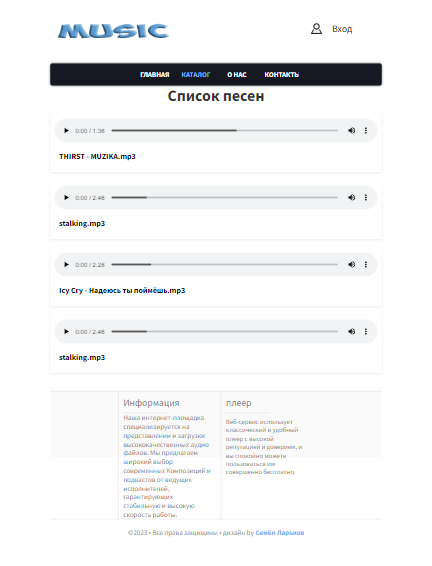 MUSIC
Вход
ГЛАВНАЯ КАТАЛОГ О НАС КОНТАКТЫ
Список песен
0:00 / 1:36
THIRST - MUZIKA.mp3
0:00 / 2:46
stalking.mp3
0:00 / 2:28
Icy Cry - Надеюсь ты поймёшь.mp3
0:00 / 2:46
stalking.mp3
Информация
Наша интернет-площадка
специализируется на
представлении и загрузки
высококачественных аудио
файлов. Мы предлагаем
широкий выбор
современных Композиций и
подкастов от ведущих
исполнителей,
гарантирующих
стабильную и высокую
скорость работы.
плеер
Веб-сервис использует
классический и удобный
плеер с высокой
репутацией и доверием, и
вы спокойно можете
пользоваться им
совершенно бесплатно.
©2023 • Все права защищены • дизайн by Семён Ларьков